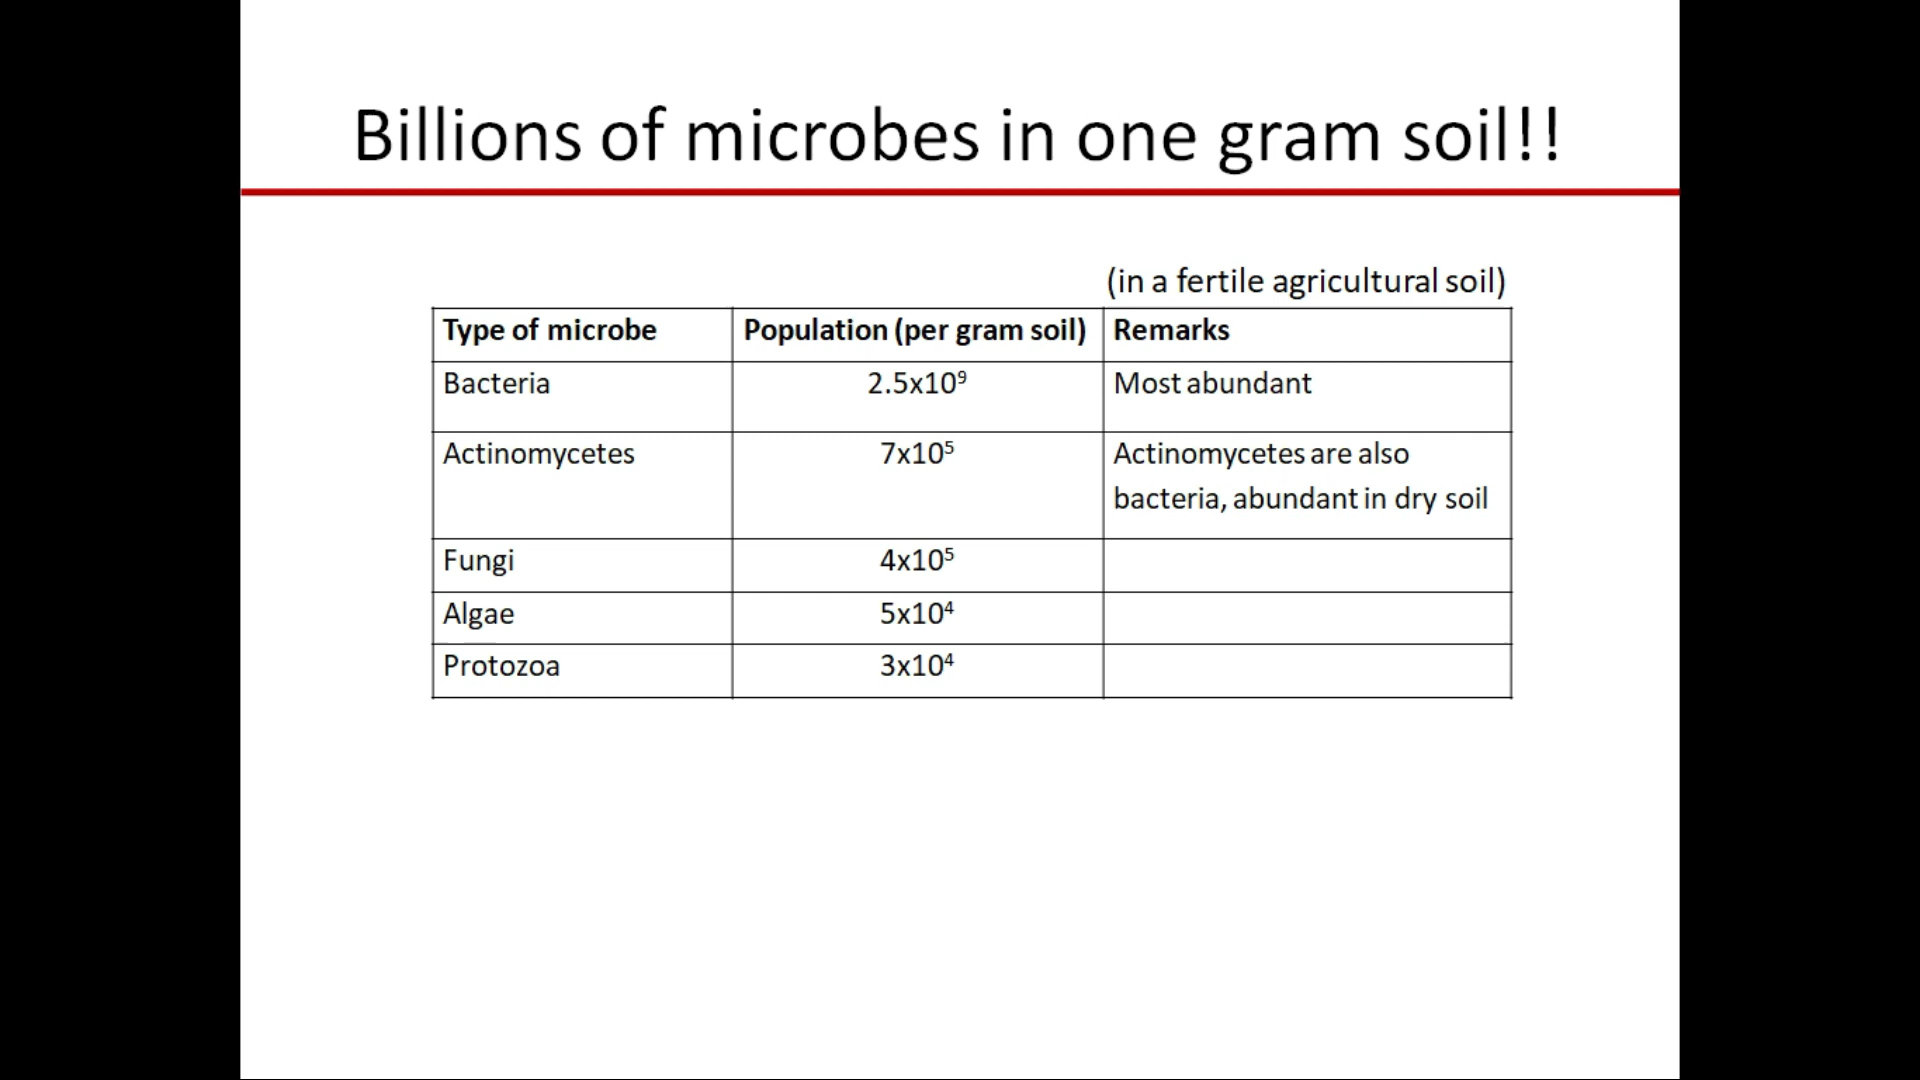 Billions of microbes in one gram soil!!
(in a fertile agricultural soil)
Type of microbe Population (per gram soil) Remarks
Bacteria 2.5x10⁹ Most abundant
Actinomycetes 7x10⁵ Actinomycetes are also
bacteria, abundant in dry soil
Fungi 4x10⁵
Algae 5x10⁴
Protozoa 3x10⁴